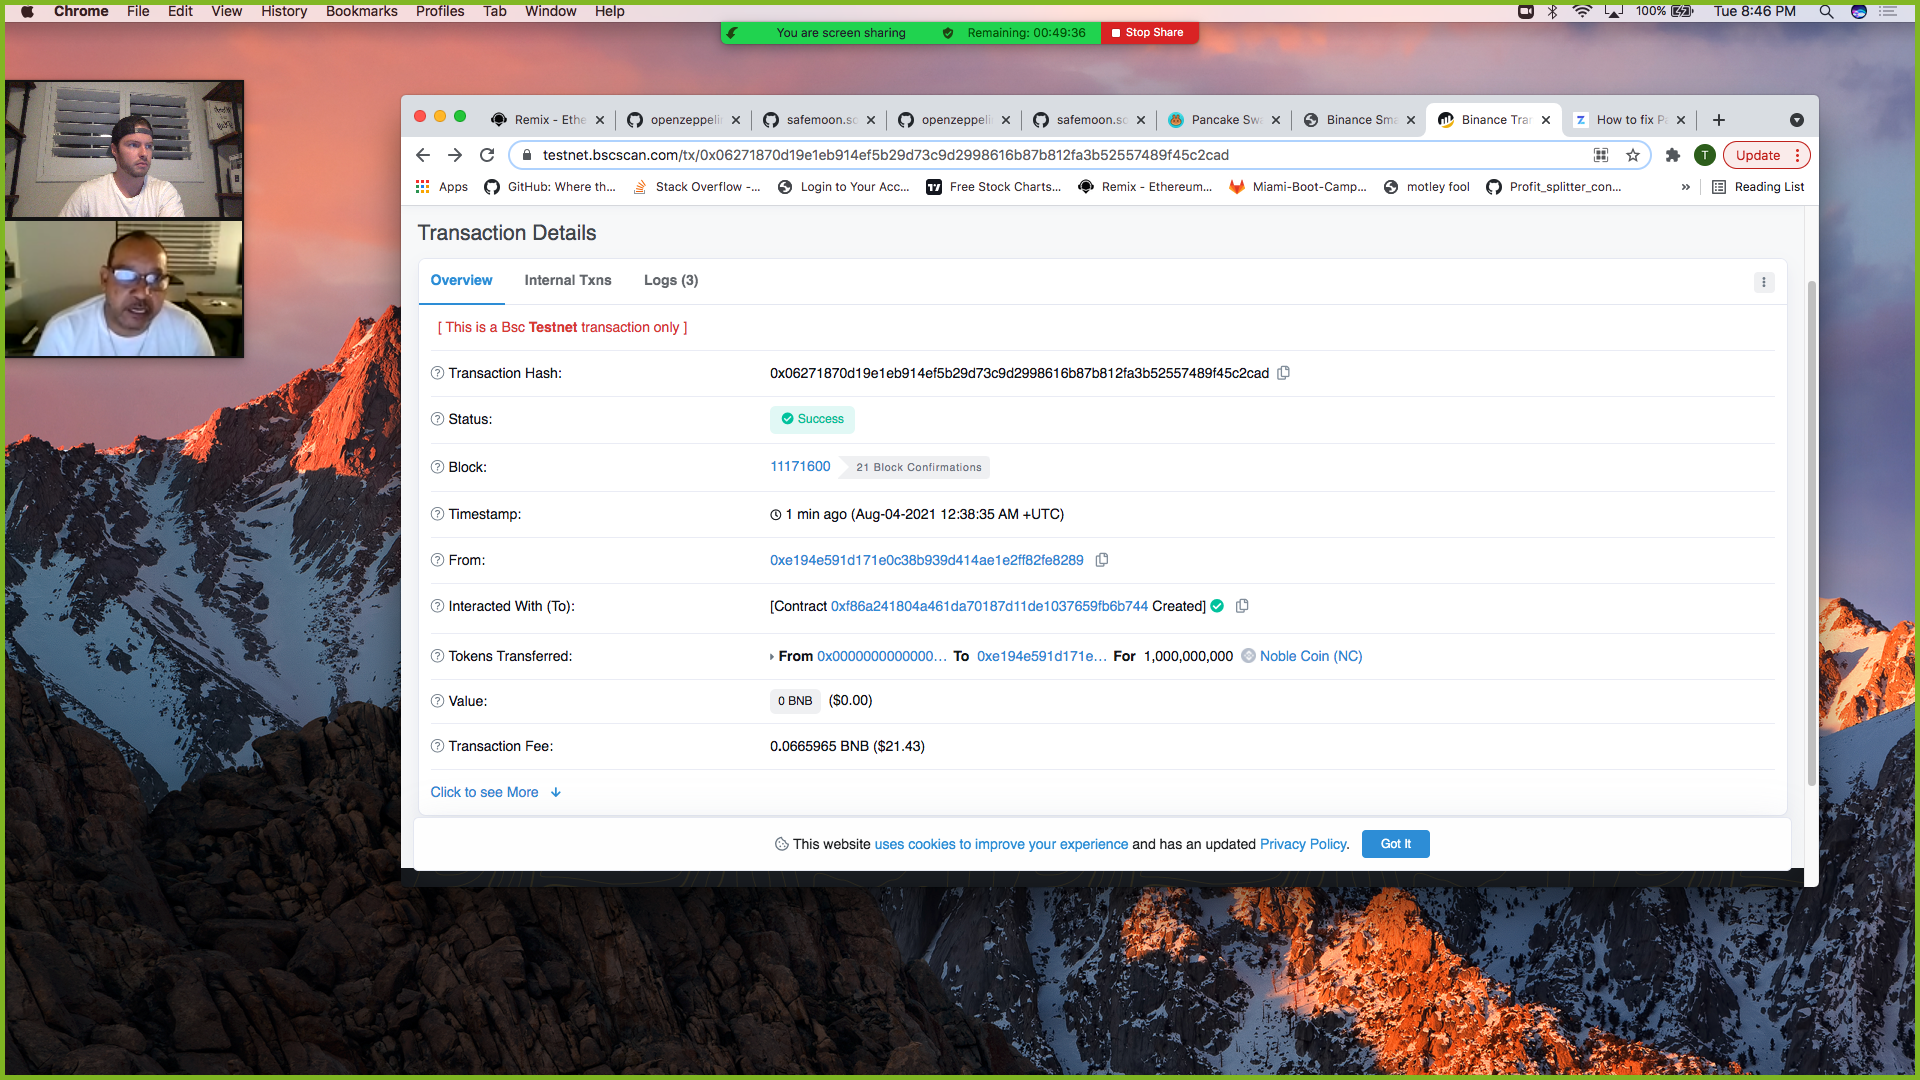 Chrome File Edit View History Bookmarks Profiles Tab Window Help 100% Tue 8:46 PM
You are screen sharing Remaining: 00:49:36 Stop Share
Remix - Ethe openzeppeli safemoon.so openzeppeli safemoon.so Pancake Swa Binance Sma Binance Tran How to fix P
testnet.bscscan.com/tx/0x06271870d19e1eb914ef5b29d73c9d2998616b87b812fa3b52557489f45c2cad T Update
Apps GitHub: Where th... Stack Overflow -... Login to Your Acc... Free Stock Charts... Remix - Ethereum... Miami-Boot-Camp... motley fool Profit_splitter_con... » Reading List
Transaction Details
Overview Internal Txns Logs (3)
[ This is a Bsc Testnet transaction only ]
Transaction Hash: 0x06271870d19e1eb914ef5b29d73c9d2998616b87b812fa3b52557489f45c2cad
Status: Success
Block: 11171600 21 Block Confirmations
Timestamp: 1 min ago (Aug-04-2021 12:38:35 AM +UTC)
From: 0xe194e591d171e0c38b939d414ae1e2ff82fe8289
Interacted With (To): [Contract 0xf86a241804a461da70187d11de1037659fb6b744 Created]
Tokens Transferred: From 0x0000000000000... To 0xe194e591d171e... For 1,000,000,000 Noble Coin (NC)
Value: 0 BNB ($0.00)
Transaction Fee: 0.0665965 BNB ($21.43)
Click to see More
This website uses cookies to improve your experience and has an updated Privacy Policy. Got It